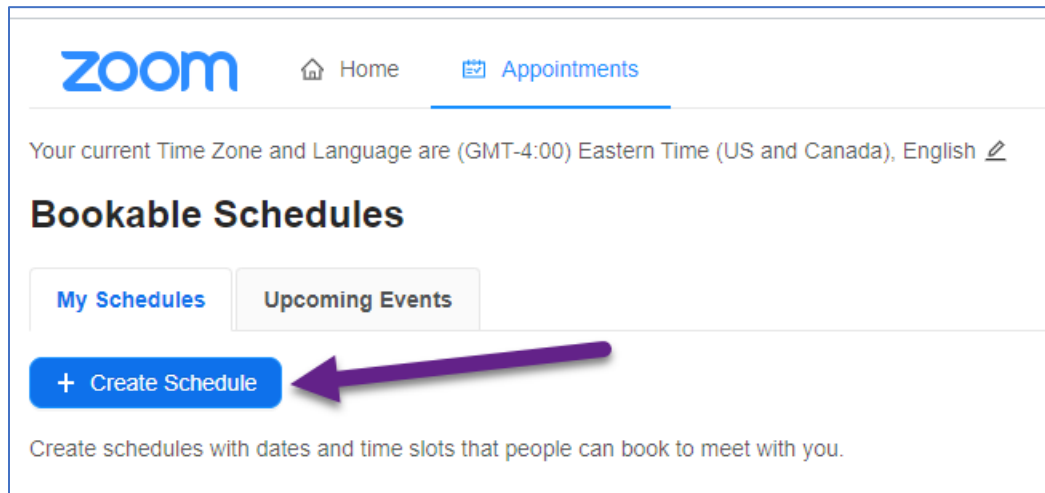 zoom Home Appointments
Your current Time Zone and Language are (GMT-4:00) Eastern Time (US and Canada), English
Bookable Schedules
My Schedules Upcoming Events
+ Create Schedule
Create schedules with dates and time slots that people can book to meet with you.